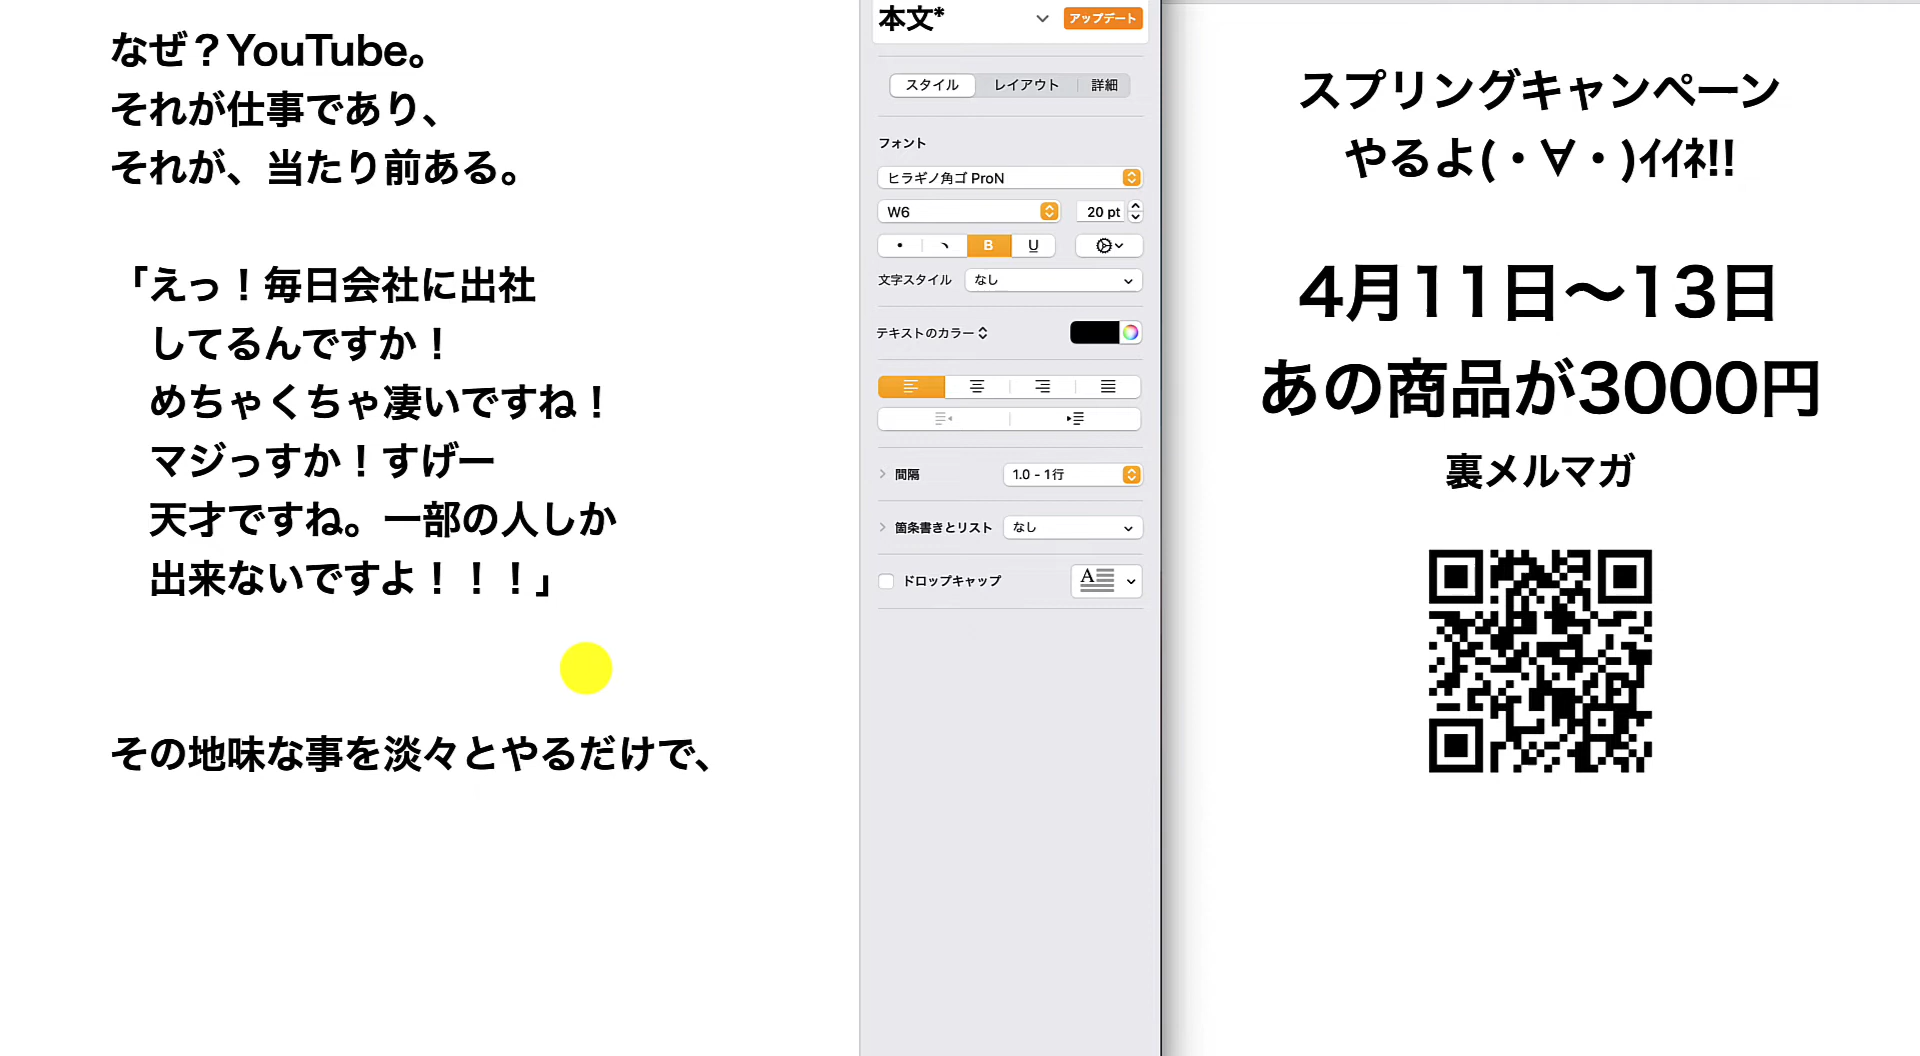 なぜ？YouTube。
それが仕事であり、
それが、当たり前ある。
「えっ！毎日会社に出社
してるんですか！
めちゃくちゃ凄いですね！
マジっすか！すげー
天才ですね。一部の人しか
出来ないですよ！！！」
その地味な事を淡々とやるだけで、
本文*
アップデート
スタイル
レイアウト
詳細
フォント
ヒラギノ角ゴ ProN
W6
20 pt
B
U
文字スタイル
なし
テキストのカラー
間隔
1.0 - 1行
箇条書きとリスト
なし
ドロップキャップ
A
スプリングキャンペーン
やるよ(・∀・)ｲｲﾈ!!
4月11日〜13日
あの商品が3000円
裏メルマガ